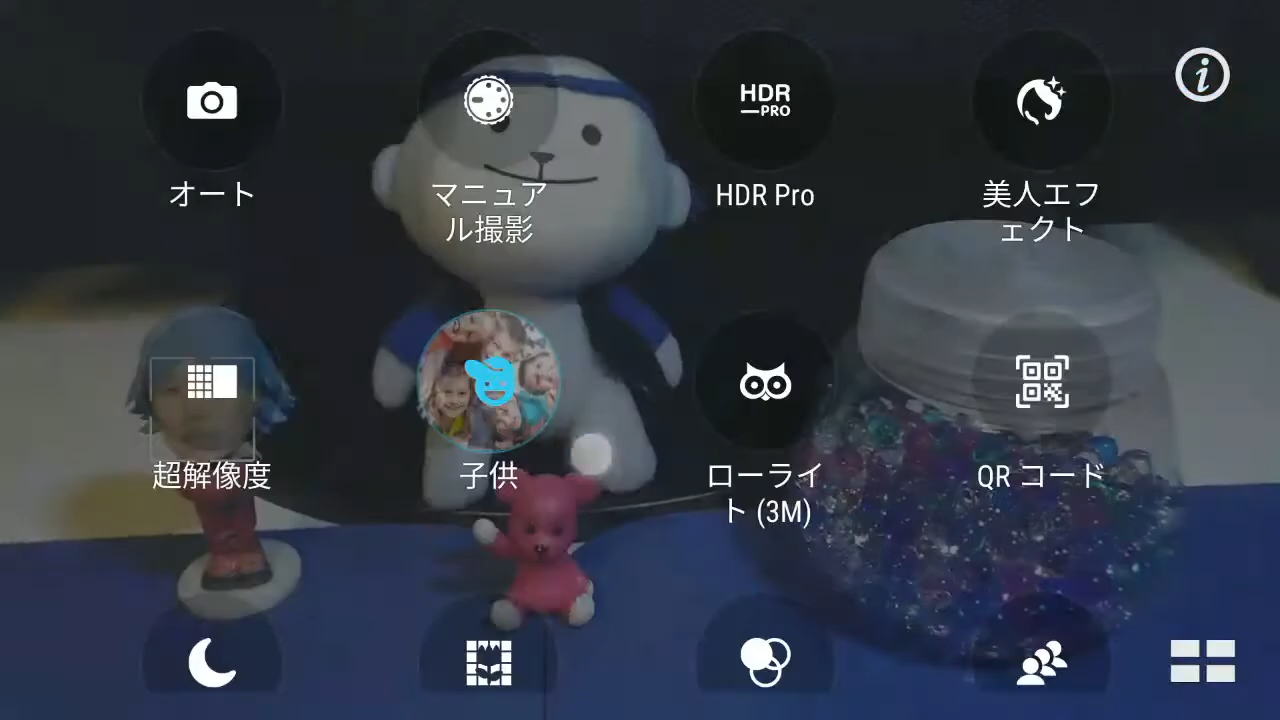 オート
マニュア
ル撮影
HDR
PRO
HDR Pro
美人エフ
ェクト
i
超解像度
子供
ローライ
ト (3M)
QR コード